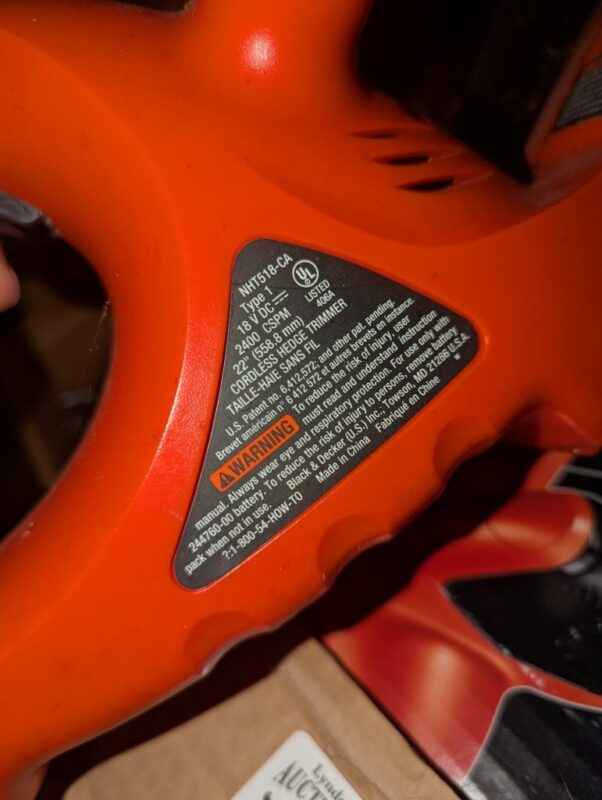 NHT518-CA
Type 1
18 V DC
UL
LISTED
406A
2400 CSPM
22" (558.8 mm)
CORDLESS HEDGE TRIMMER
TAILLE-HAIE SANS FIL
U.S. Patent no. 6,412,572, and other pat. pending.
Brevet américain n° 6 412 572 et autres brevets en instance.
WARNING To reduce the risk of injury, user
must read and understand instruction
manual. Always wear eye and respiratory protection. For use only with
244760-00 battery. To reduce the risk of injury to persons, remove battery
pack when not in use. Black & Decker (U.S.) Inc., Towson, MD 21286 U.S.A.
?:1-800-54-HOW-TO Made in China Fabriqué en Chine
Lynde
AUCT